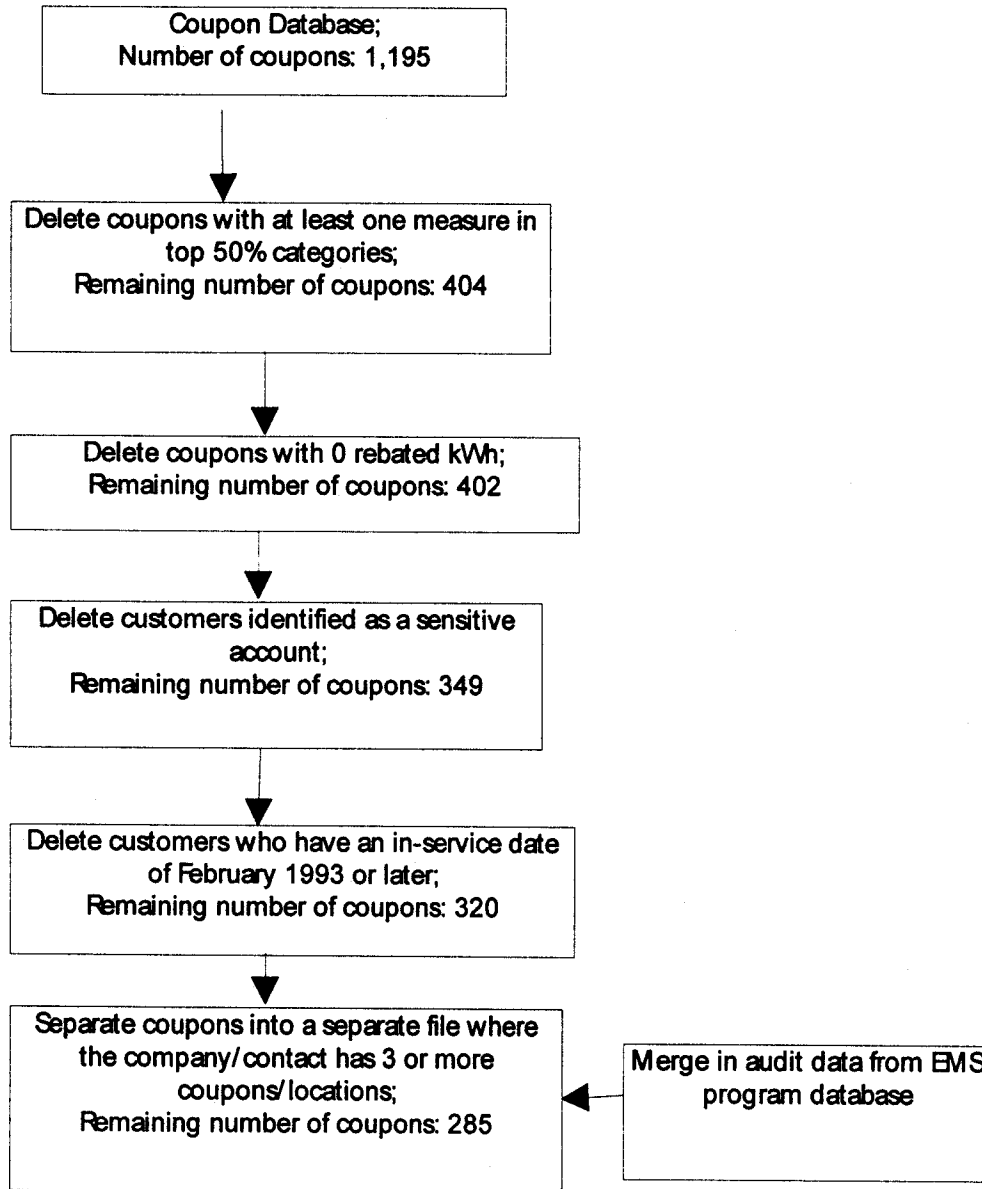 Coupon Database;
Number of coupons: 1,195
Delete coupons with at least one measure in
top 50% categories;
Remaining number of coupons: 404
Delete coupons with 0 rebated kWh;
Remaining number of coupons: 402
Delete customers identified as a sensitive
account;
Remaining number of coupons: 349
Delete customers who have an in-service date
of February 1993 or later;
Remaining number of coupons: 320
Separate coupons into a separate file where
the company/contact has 3 or more
coupons/locations;
Remaining number of coupons: 285
Merge in audit data from EMS
program database